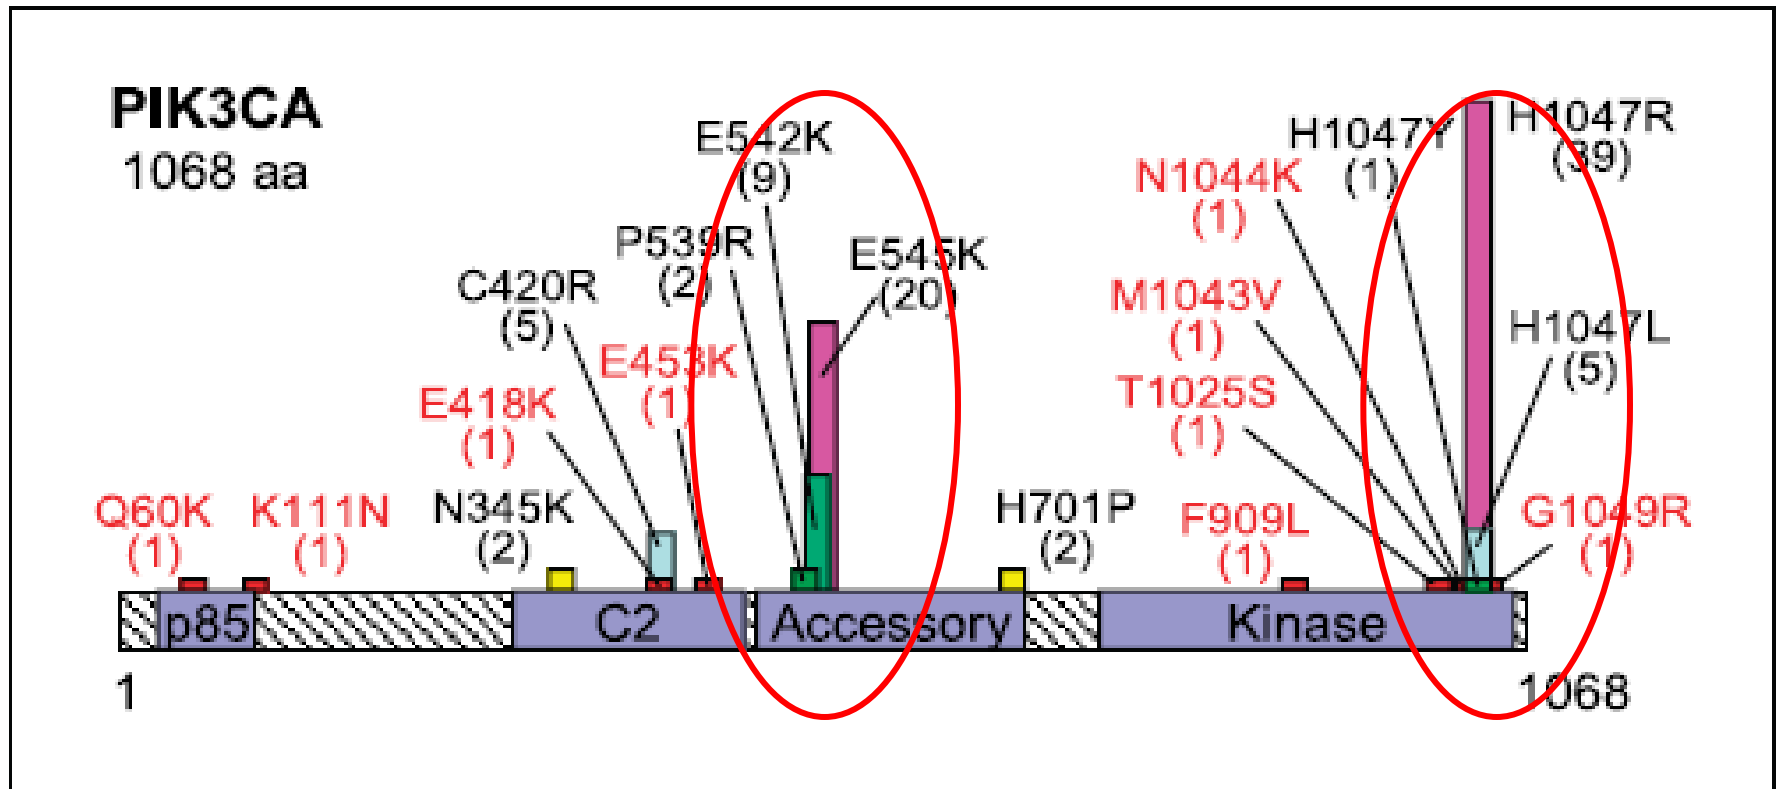 PIK3CA
1068 aa
Q60K
(1)
K111N
(1)
N345K
(2)
E418K
(1)
C420R
(5)
E453K
(1)
P539R
(2)
E542K
(9)
E545K
(20)
H701P
(2)
F909L
(1)
T1025S
(1)
M1043V
(1)
N1044K
(1)
H1047Y
(1)
H1047R
(39)
H1047L
(5)
G1049R
(1)
p85
C2
Accessory
Kinase
1
1068